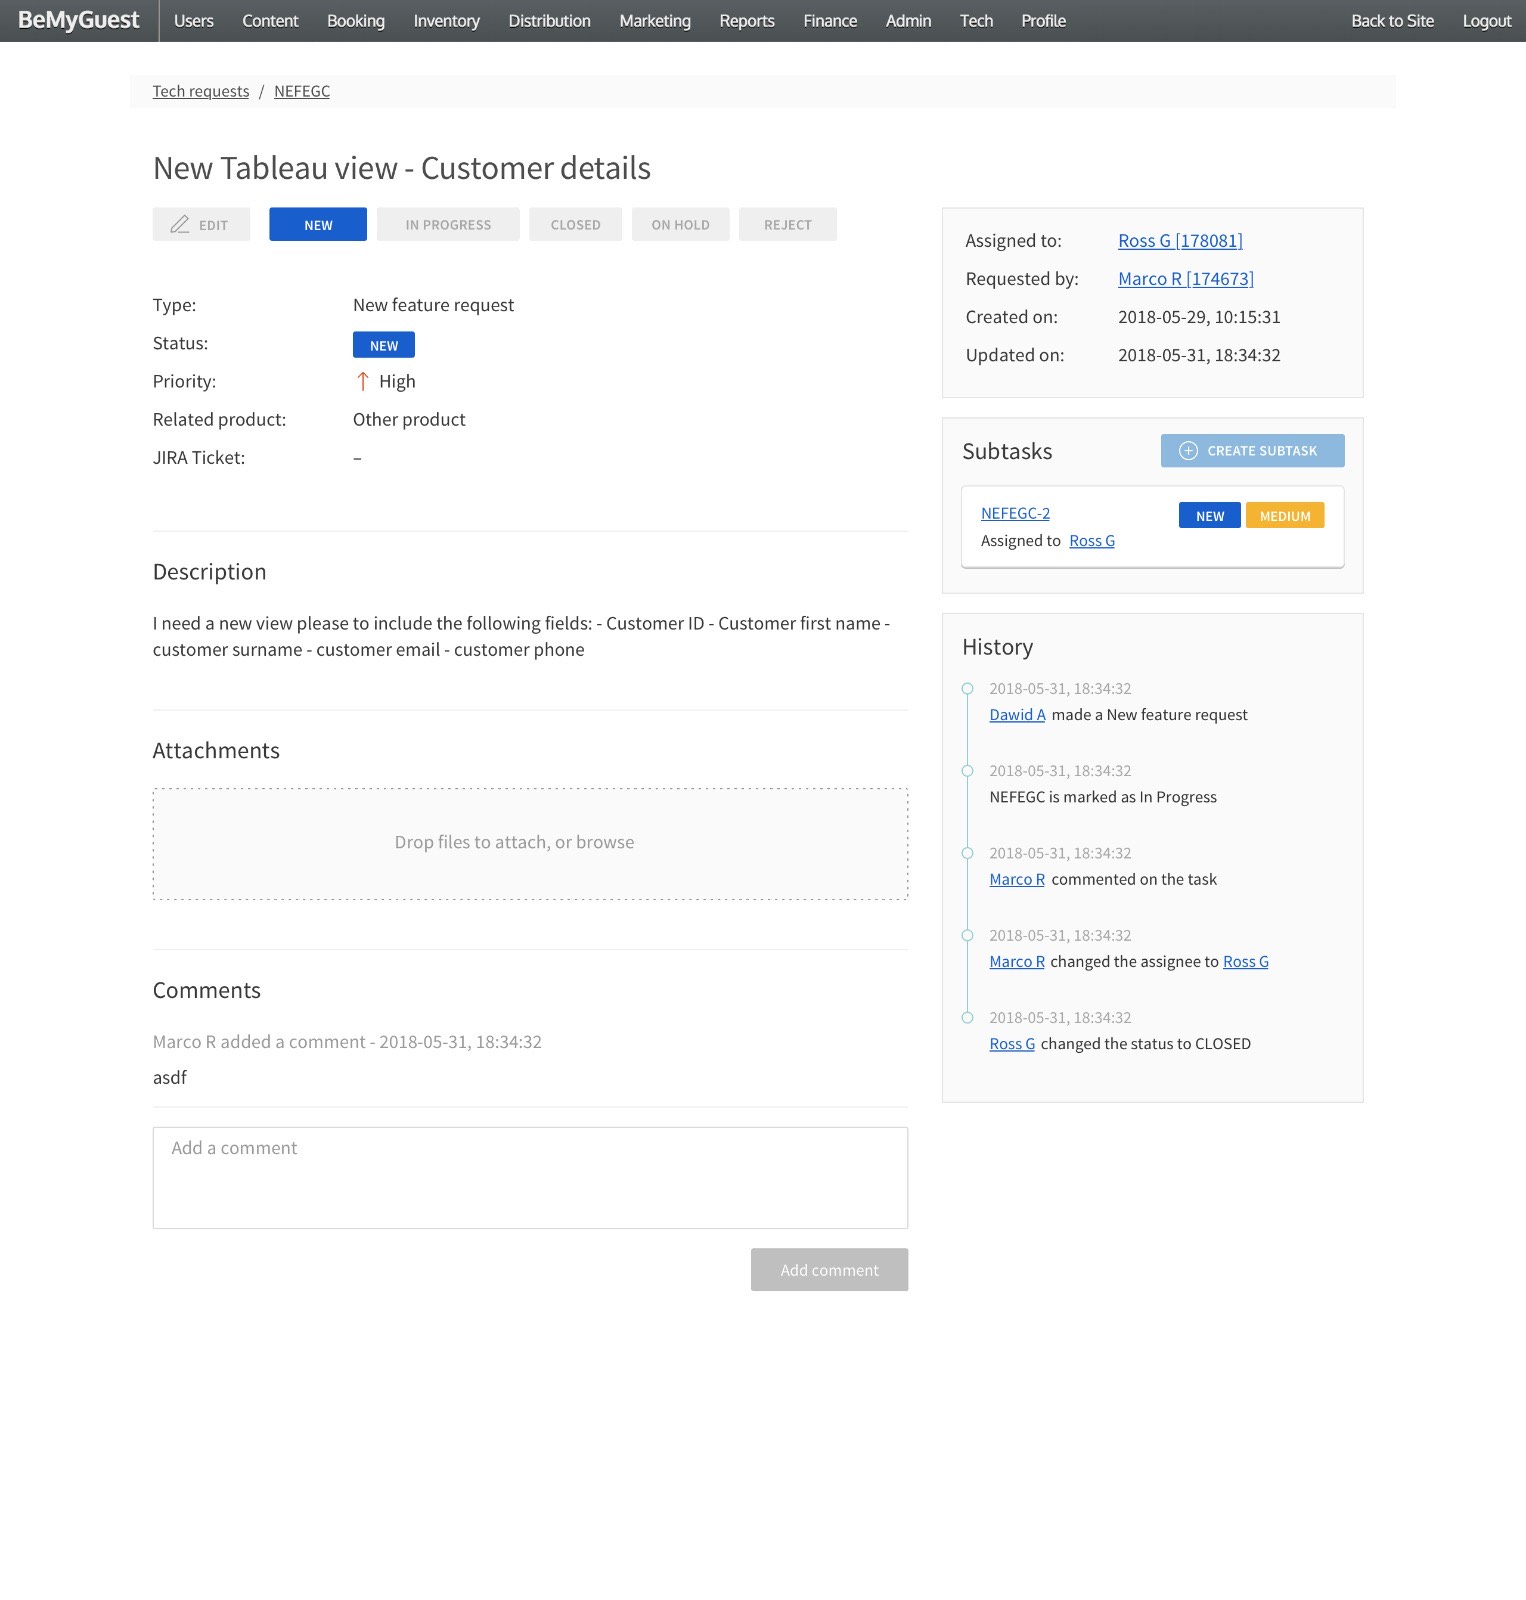 BeMyGuest Users Content Booking Inventory Distribution Marketing Reports Finance Admin Tech Profile Back to Site Logout
Tech requests / NEFEGC
New Tableau view - Customer details
EDIT NEW IN PROGRESS CLOSED ON HOLD REJECT
Type: New feature request
Status: NEW
Priority: High
Related product: Other product
JIRA Ticket: –
Description
I need a new view please to include the following fields: - Customer ID - Customer first name -
customer surname - customer email - customer phone
Attachments
Drop files to attach, or browse
Comments
Marco R added a comment - 2018-05-31, 18:34:32
asdf
Add a comment
Add comment
Assigned to: Ross G [178081]
Requested by: Marco R [174673]
Created on: 2018-05-29, 10:15:31
Updated on: 2018-05-31, 18:34:32
Subtasks CREATE SUBTASK
NEFEGC-2 NEW MEDIUM
Assigned to Ross G
History
2018-05-31, 18:34:32
Dawid A made a New feature request
2018-05-31, 18:34:32
NEFEGC is marked as In Progress
2018-05-31, 18:34:32
Marco R commented on the task
2018-05-31, 18:34:32
Marco R changed the assignee to Ross G
2018-05-31, 18:34:32
Ross G changed the status to CLOSED